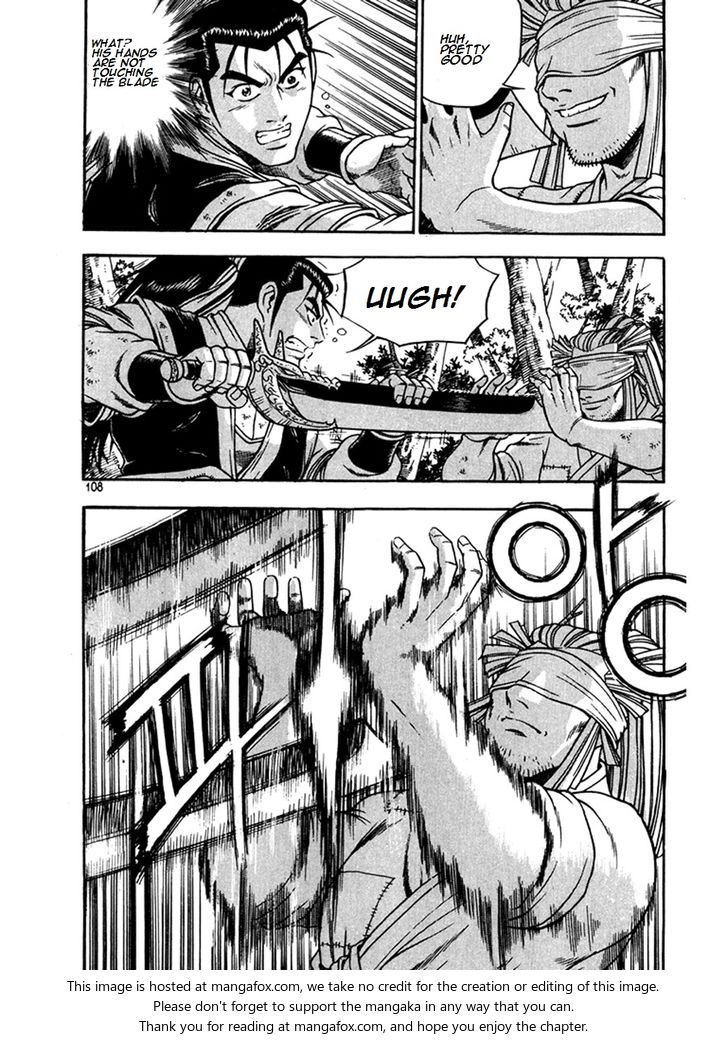 WHAT?
HIS HANDS
ARE NOT
TOUCHING
THE BLADE
HUH,
PRETTY
GOOD
UUGH!
108
파
앙
This image is hosted at mangafox.com, we take no credit for the creation or editing of this image.
Please don't forget to support the mangaka in any way that you can.
Thank you for reading at mangafox.com, and hope you enjoy the chapter.